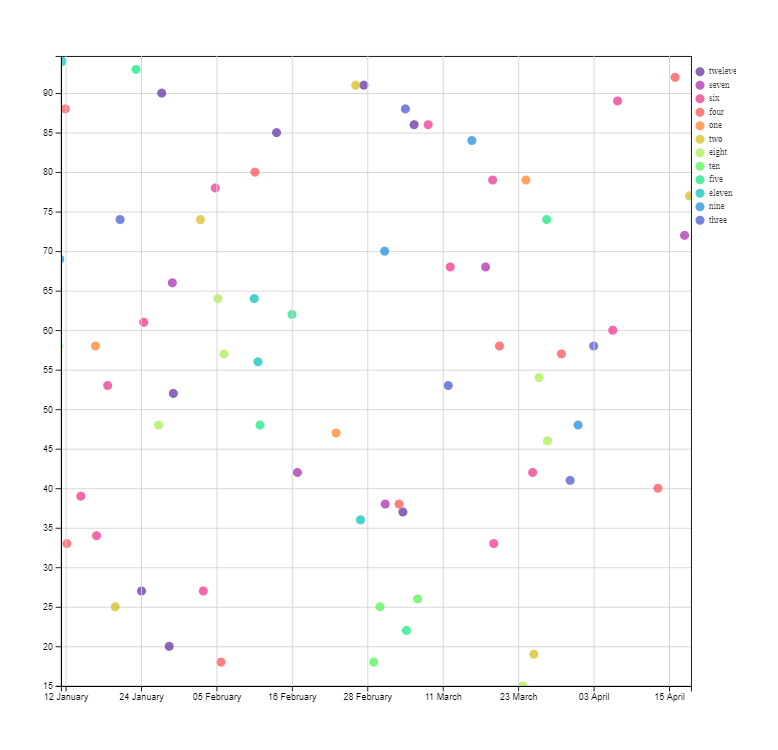 tweleve
seven
six
four
one
two
eight
ten
five
eleven
nine
three
90
85
80
75
70
65
60
55
50
45
40
35
30
25
20
15
12 January 24 January 05 February 16 February 28 February 11 March 23 March 03 April 15 April